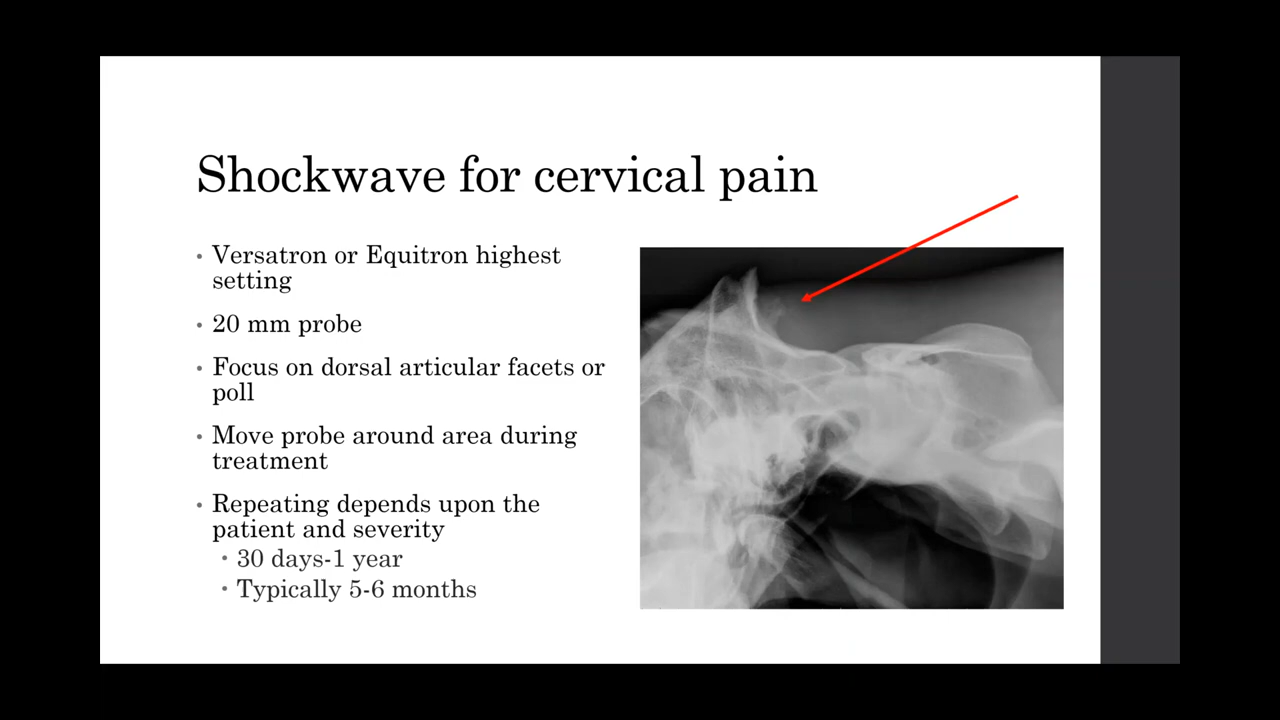 Shockwave for cervical pain
• Versatron or Equitron highest
setting
• 20 mm probe
• Focus on dorsal articular facets or
poll
• Move probe around area during
treatment
• Repeating depends upon the
patient and severity
• 30 days-1 year
• Typically 5-6 months